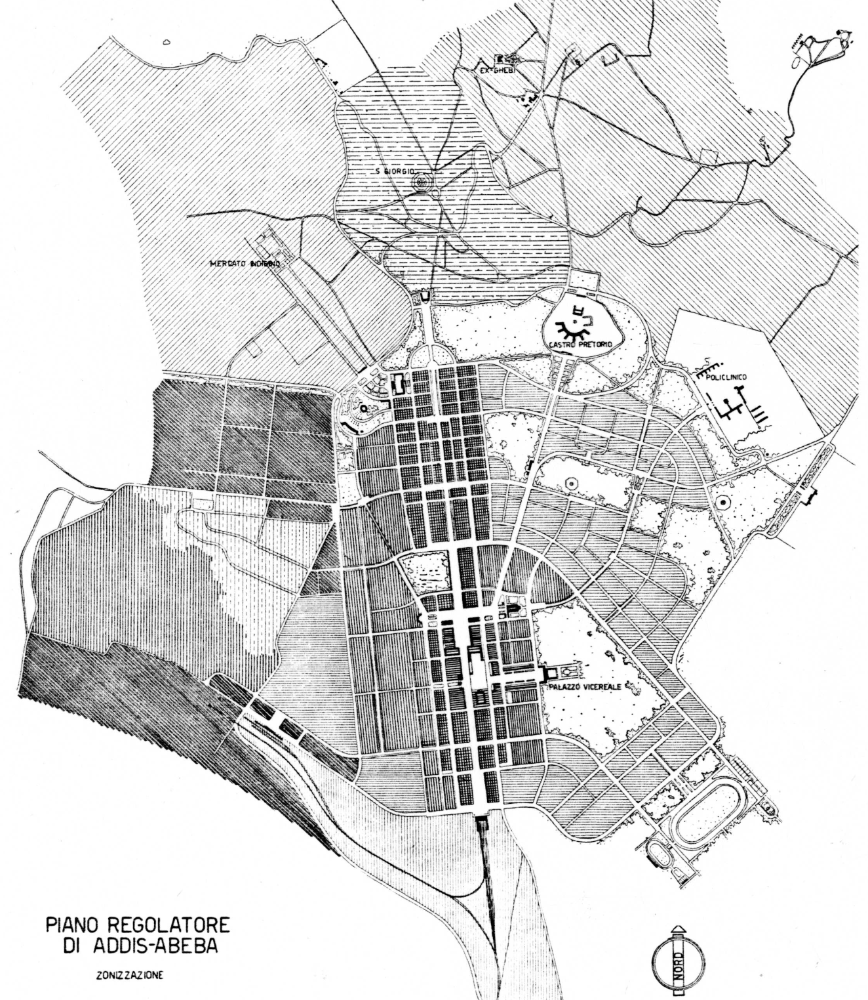 EX-GHEBI
S GIORGIO
MERCATO INDIGENO
CASTRO PRETORIO
POLICLINICO
PALAZZO VICEREALE
PIANO REGOLATORE
DI ADDIS-ABEBA
ZONIZZAZIONE
NORD